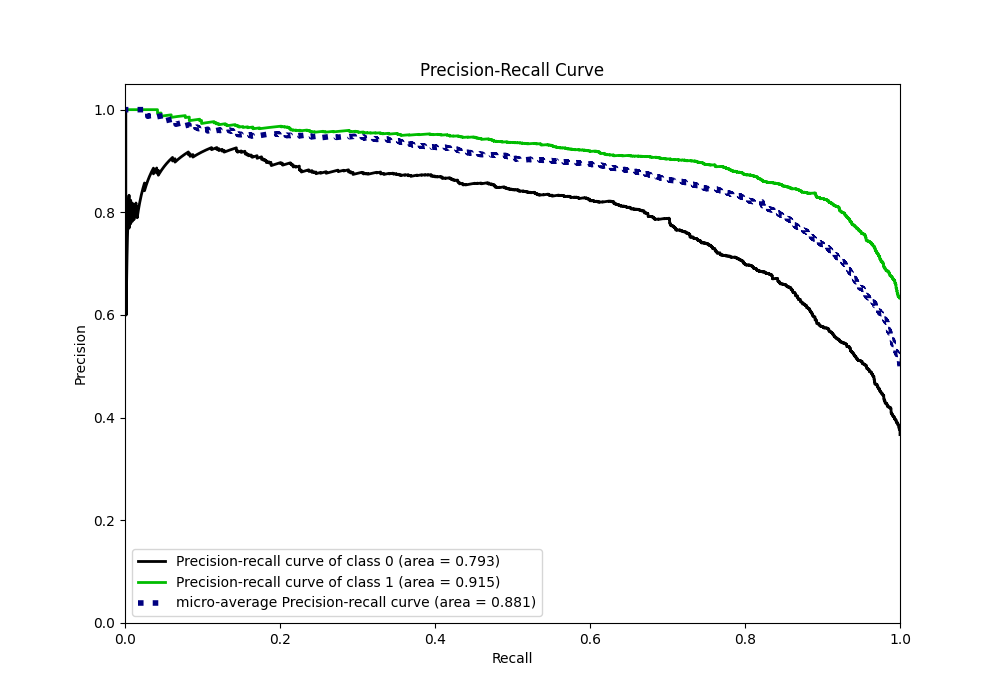 Precision-Recall Curve
1.0
0.8
0.6
0.4
0.2
0.0
Precision
Precision-recall curve of class 0 (area = 0.793)
Precision-recall curve of class 1 (area = 0.915)
micro-average Precision-recall curve (area = 0.881)
0.0 0.2 0.4 0.6 0.8 1.0
Recall